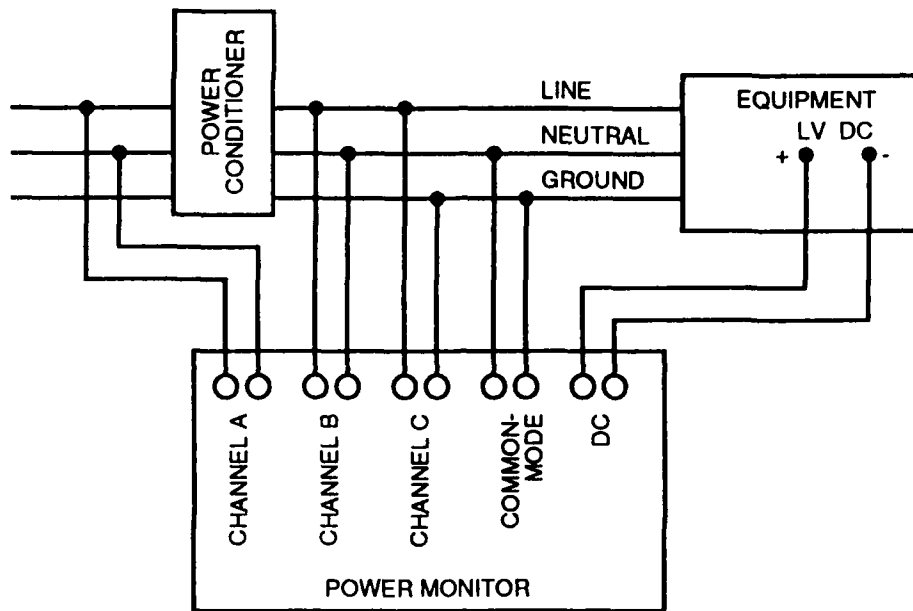 POWER
CONDITIONER
LINE
NEUTRAL
GROUND
EQUIPMENT
LV DC
+ -
CHANNEL A
CHANNEL B
CHANNEL C
COMMON-
MODE
DC
POWER MONITOR